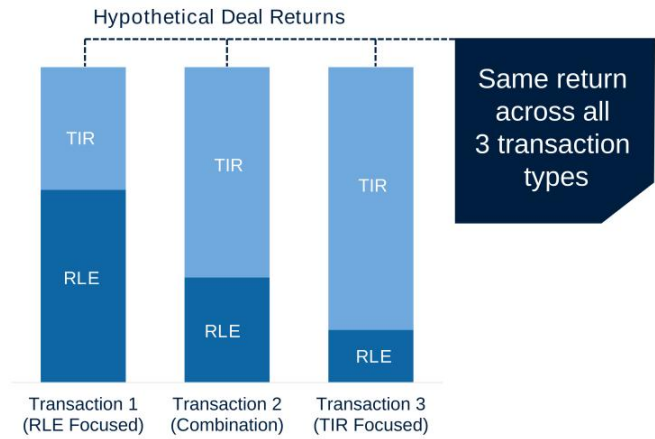 Hypothetical Deal Returns
Same return
across all
3 transaction
types
TIR
TIR
TIR
RLE
RLE
RLE
Transaction 1
(RLE Focused)
Transaction 2
(Combination)
Transaction 3
(TIR Focused)